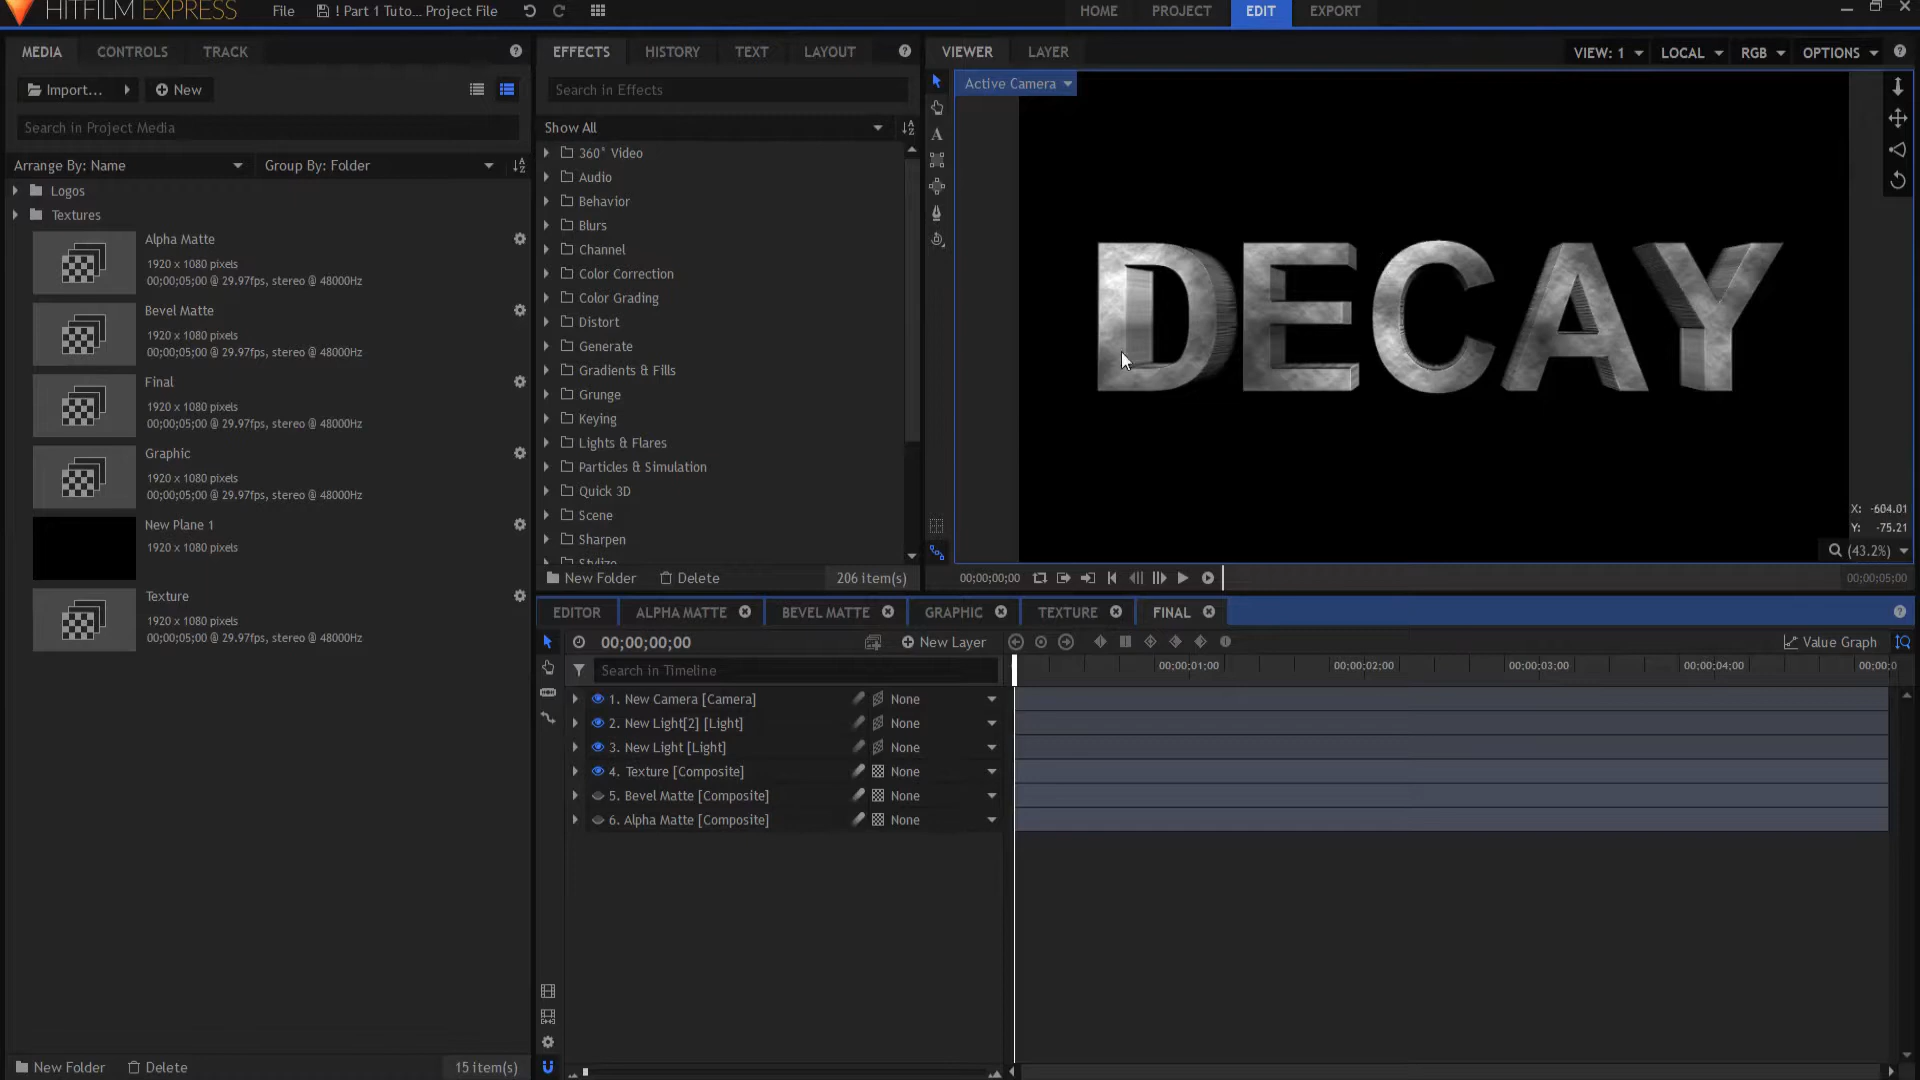 HITFILM EXPRESS
File
! Part 1 Tuto... Project File
HOME
PROJECT
EDIT
EXPORT
MEDIA
CONTROLS
TRACK
Import...
New
Search in Project Media
Arrange By: Name
Group By: Folder
Logos
Textures
Alpha Matte
1920 x 1080 pixels
00;00;05;00 @ 29.97fps, stereo @ 48000Hz
Bevel Matte
1920 x 1080 pixels
00;00;05;00 @ 29.97fps, stereo @ 48000Hz
Final
1920 x 1080 pixels
00;00;05;00 @ 29.97fps, stereo @ 48000Hz
Graphic
1920 x 1080 pixels
00;00;05;00 @ 29.97fps, stereo @ 48000Hz
New Plane 1
1920 x 1080 pixels
Texture
1920 x 1080 pixels
00;00;05;00 @ 29.97fps, stereo @ 48000Hz
New Folder
Delete
15 item(s)
EFFECTS
HISTORY
TEXT
LAYOUT
Search in Effects
Show All
360° Video
Audio
Behavior
Blurs
Channel
Color Correction
Color Grading
Distort
Generate
Gradients & Fills
Grunge
Keying
Lights & Flares
Particles & Simulation
Quick 3D
Scene
Sharpen
Stylize
New Folder
Delete
206 item(s)
VIEWER
LAYER
VIEW: 1
LOCAL
RGB
OPTIONS
Active Camera
DECAY
X: -604.01
Y: -75.21
(43.2%)
00;00;00;00
00;00;05;00
EDITOR
ALPHA MATTE
BEVEL MATTE
GRAPHIC
TEXTURE
FINAL
00;00;00;00
New Layer
Value Graph
Search in Timeline
00;00;01;00
00;00;02;00
00;00;03;00
00;00;04;00
00;00;0
1. New Camera [Camera]
None
2. New Light[2] [Light]
None
3. New Light [Light]
None
4. Texture [Composite]
None
5. Bevel Matte [Composite]
None
6. Alpha Matte [Composite]
None